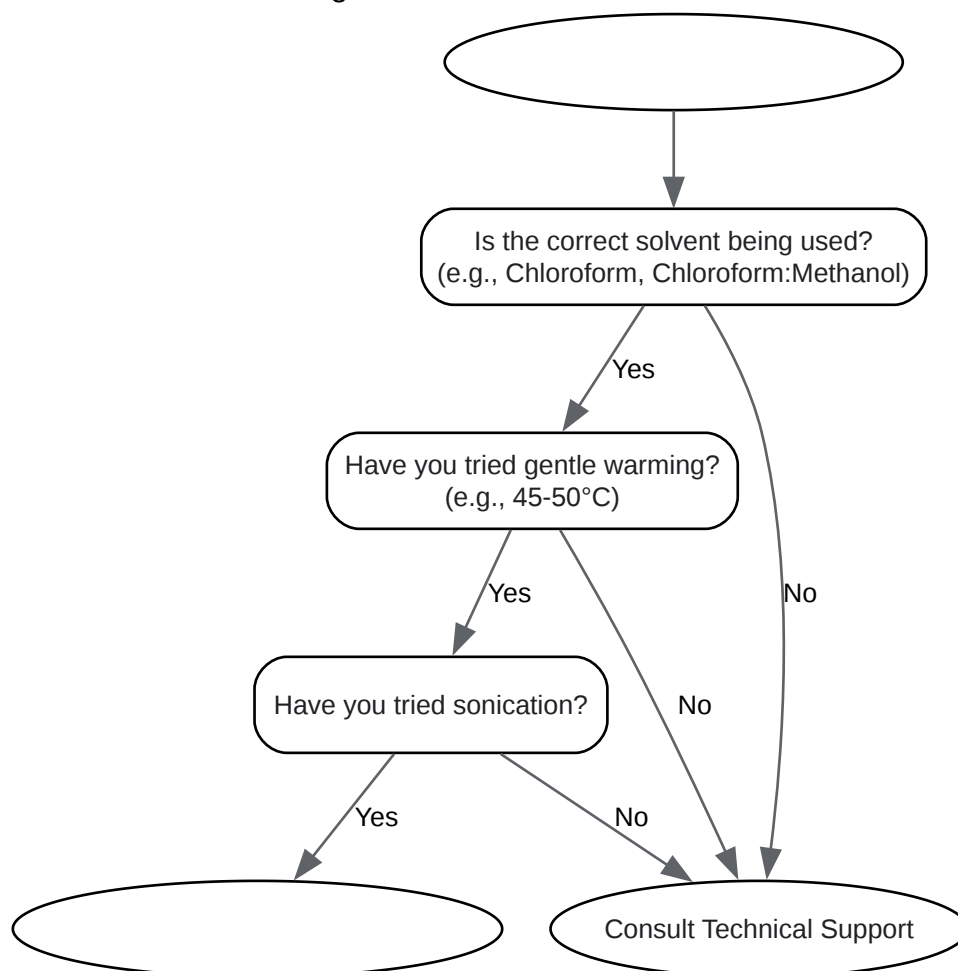 Is the correct solvent being used?
(e.g., Chloroform, Chloroform:Methanol)
Yes
Have you tried gentle warming?
(e.g., 45-50°C)
No
Yes
Have you tried sonication?
No
Yes
No
Consult Technical Support